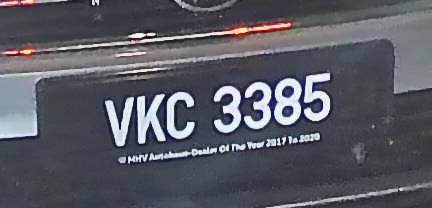 VKC 3385
@ MHV Autohaus-Dealer Of The Year 2017 To 2020